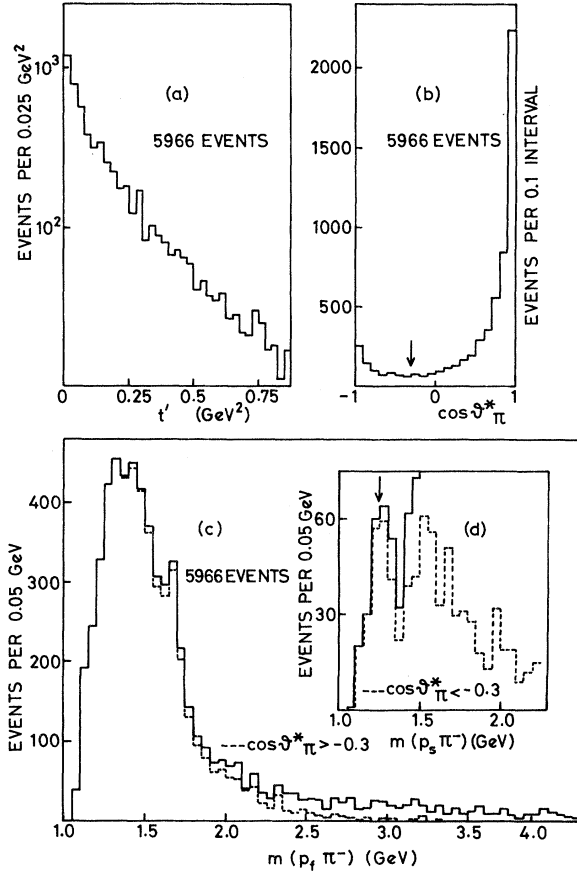 EVENTS PER 0.025 GeV²
10³
10²
(a)
5966 EVENTS
0
0.25
0.50
0.75
t' (GeV²)
2000
1500
1000
500
(b)
5966 EVENTS
EVENTS PER 0.1 INTERVAL
-1
0
1
cosϑ*π
EVENTS PER 0.05 GeV
400
300
200
100
(c)
5966 EVENTS
---cosϑ*π>-0.3
1.0
1.5
2.0
2.5
3.0
3.5
4.0
m(pf π⁻) (GeV)
EVENTS PER 0.05 GeV
60
30
(d)
---cosϑ*π<-0.3
1.0
1.5
2.0
m(ps π⁻)(GeV)